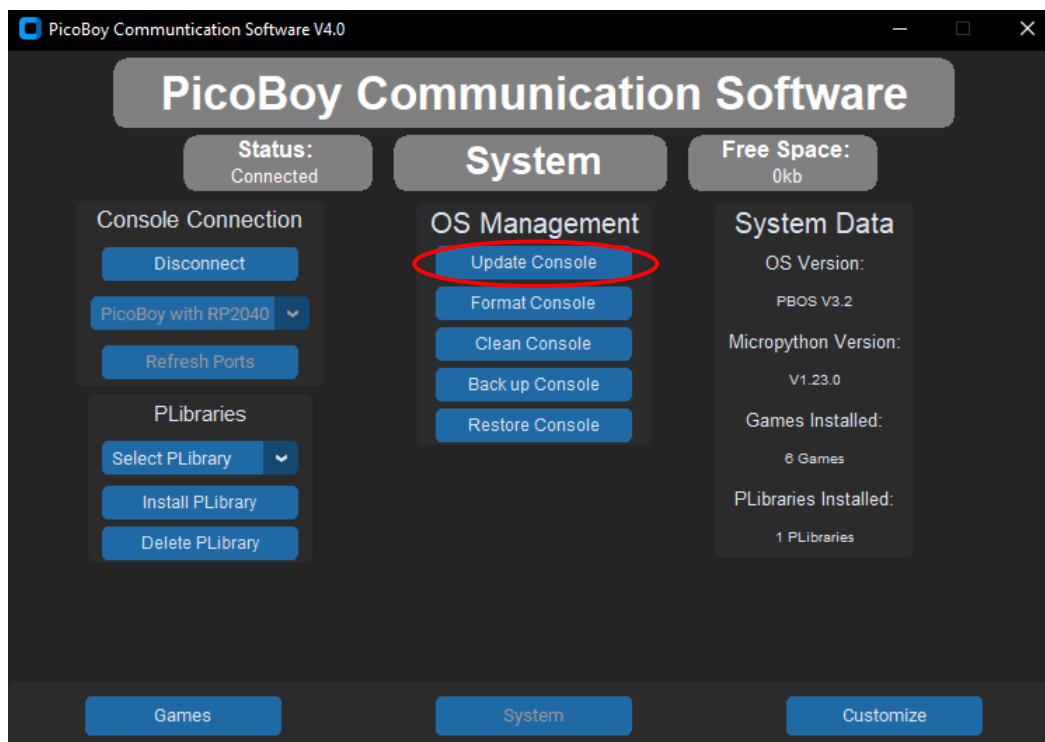 PicoBoy Communtication Software V4.0
PicoBoy Communication Software
Status:
Connected
System
Free Space:
0kb
Console Connection
Disconnect
PicoBoy with RP2040
Refresh Ports
PLibraries
Select PLibrary
Install PLibrary
Delete PLibrary
OS Management
Update Console
Format Console
Clean Console
Back up Console
Restore Console
System Data
OS Version:
PBOS V3.2
Micropython Version:
V1.23.0
Games Installed:
6 Games
PLibraries Installed:
1 PLibraries
Games
System
Customize